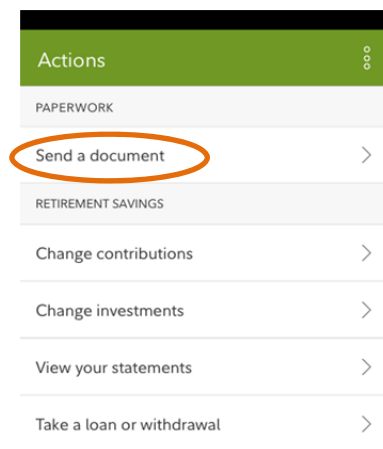 Actions
PAPERWORK
Send a document
RETIREMENT SAVINGS
Change contributions
Change investments
View your statements
Take a loan or withdrawal